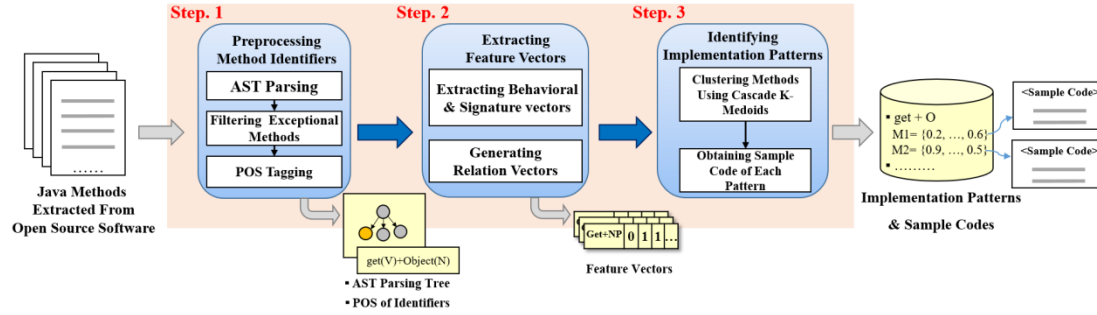 Step. 1
Step. 2
Step. 3
......
Java Methods
Extracted From
Open Source Software
Preprocessing
Method Identifiers
AST Parsing
Filtering Exceptional
Methods
POS Tagging
get(V)+Object(N)
▪ AST Parsing Tree
▪ POS of Identifiers
Extracting
Feature Vectors
Extracting Behavioral
& Signature vectors
Generating
Relation Vectors
Get+NP 0 1 1 ...
Feature Vectors
Identifying
Implementation Patterns
Clustering Methods
Using Cascade K-
Medoids
Obtaining Sample
Code of Each
Pattern
▪ get + O
M1= {0.2, …, 0.6}
M2= {0.9, …, 0.5}
▪ ………
<Sample Code>
<Sample Code>
Implementation Patterns
& Sample Codes